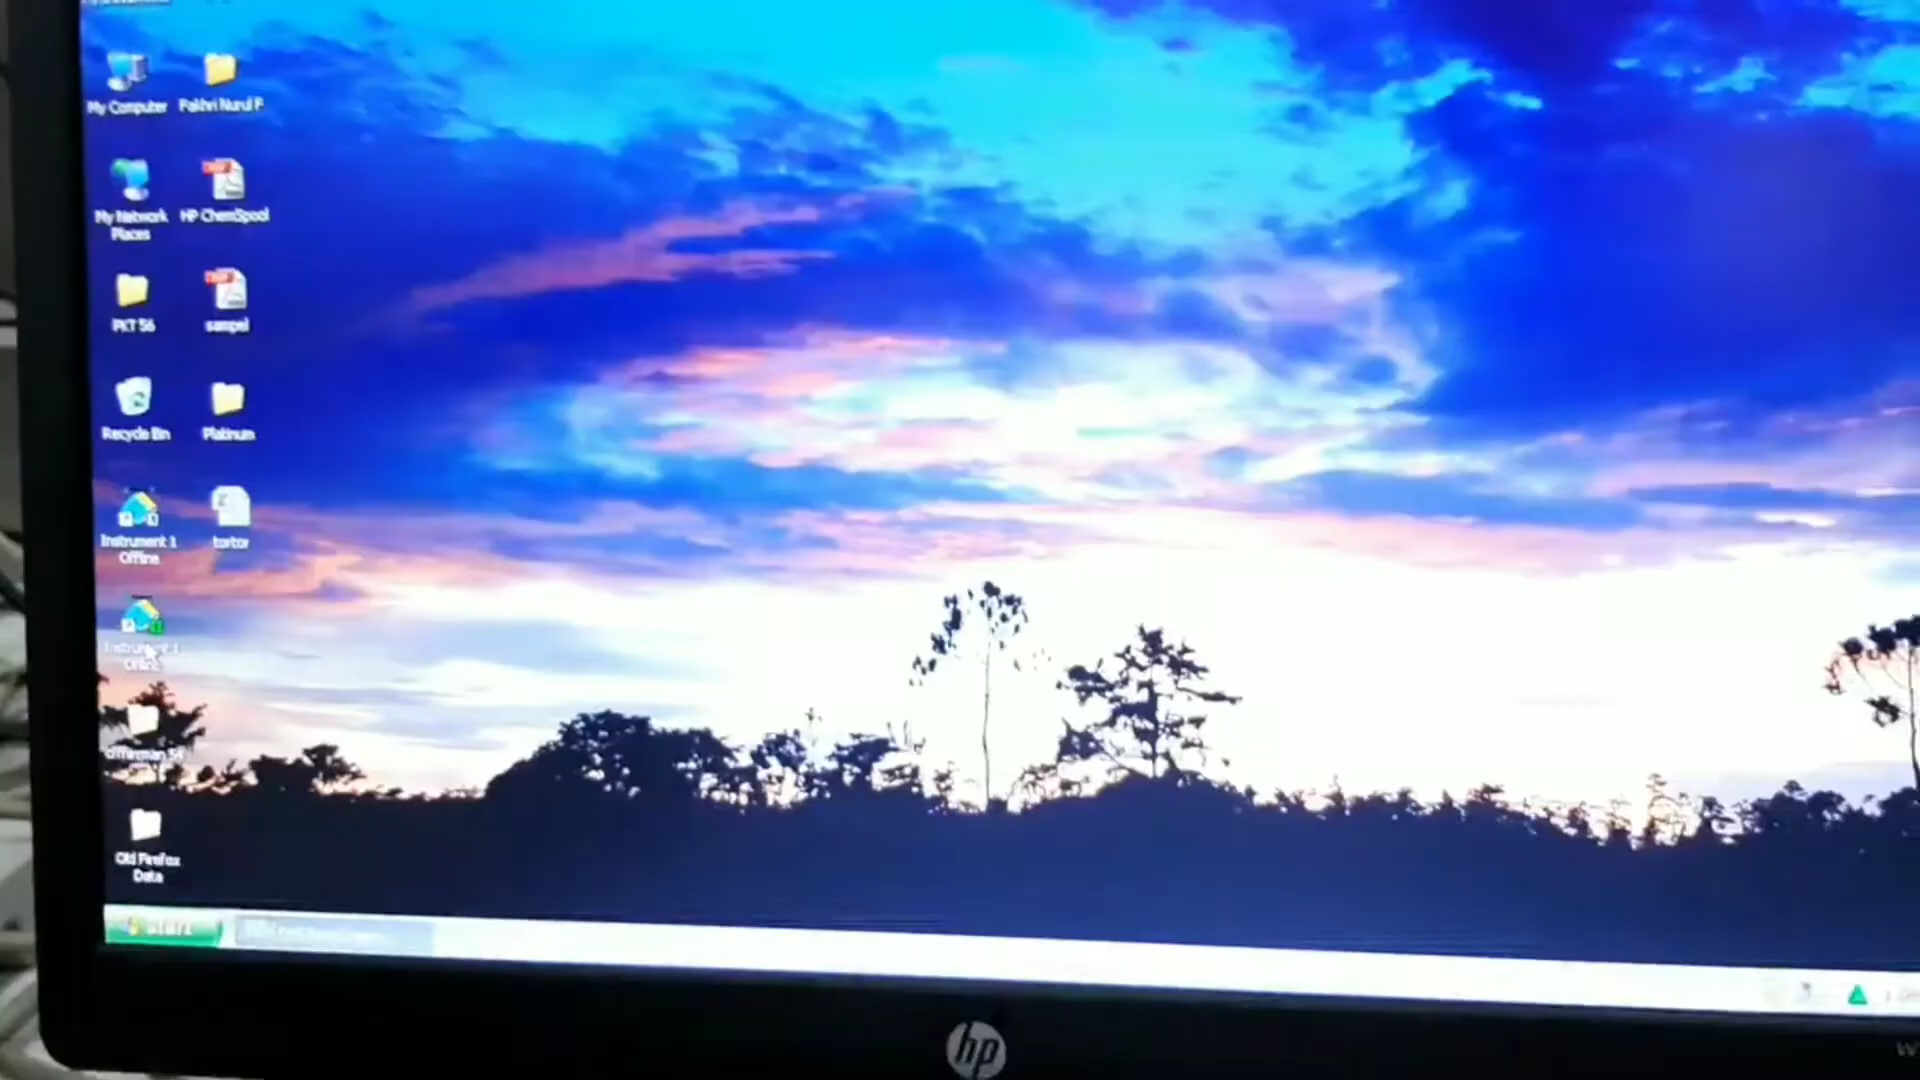 My Computer
Fakhri Nurul F
My Network
Places
HP ChemSpool
PKT 56
sampel
Recycle Bin
Platinum
Instrument 1
Offline
tortor
Instrument 1
Online
Old Firefox
Data
start
hp